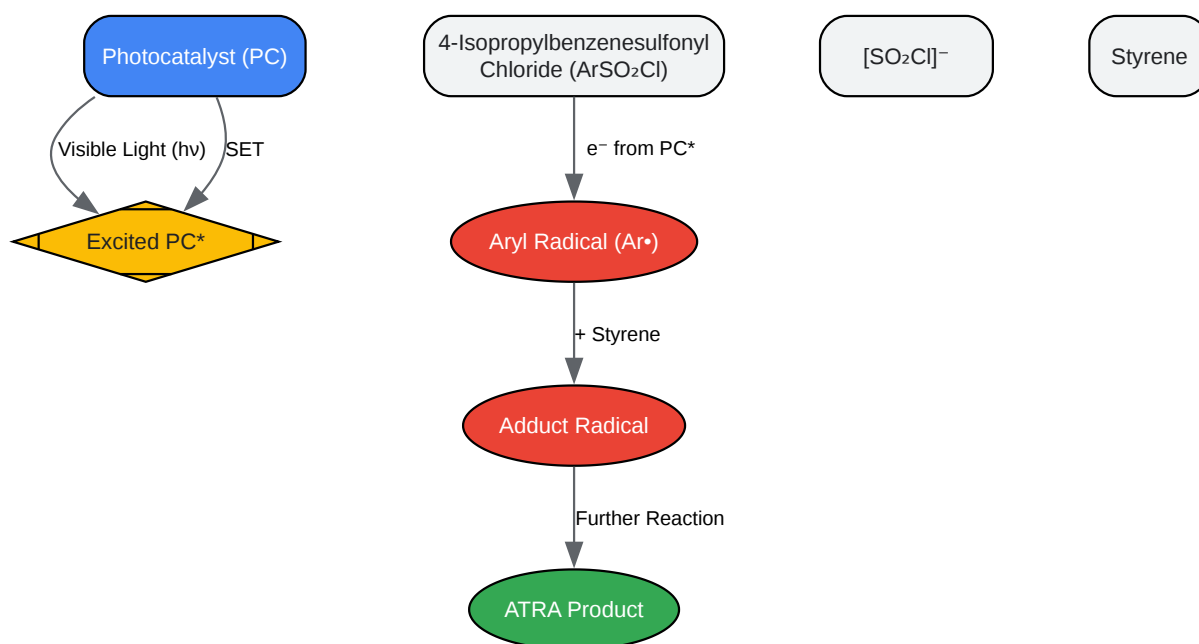 Photocatalyst (PC)
4-Isopropylbenzenesulfonyl
Chloride (ArSO₂Cl)
[SO₂Cl]⁻
Styrene
Visible Light (hν)
SET
e⁻ from PC*
Excited PC*
Aryl Radical (Ar•)
+ Styrene
Adduct Radical
Further Reaction
ATRA Product